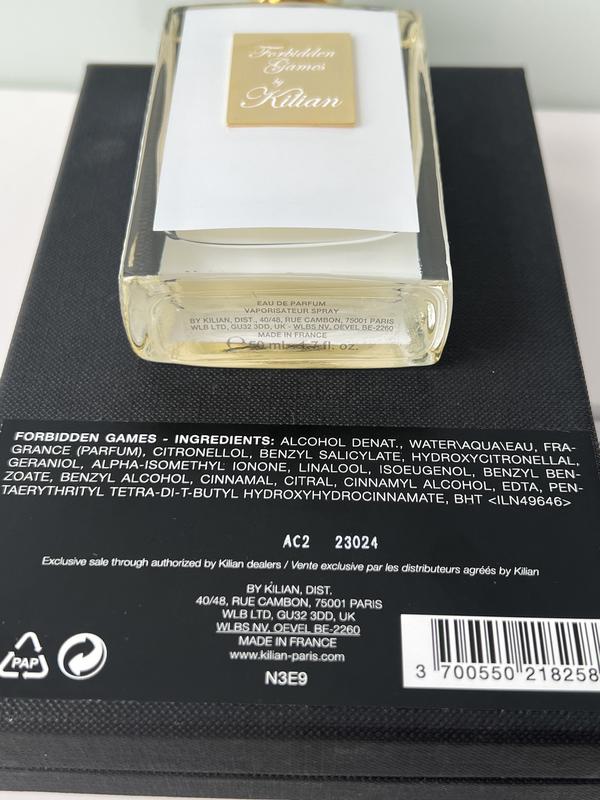 Forbidden
Games
by
Kilian
EAU DE PARFUM
VAPORISATEUR SPRAY
BY KILIAN, DIST., 40/48, RUE CAMBON, 75001 PARIS
WLB LTD, GU32 3DD, UK - WLBS NV, OEVEL BE-2260
MADE IN FRANCE
50 mL 1.7 fl. oz.
FORBIDDEN GAMES - INGREDIENTS: ALCOHOL DENAT., WATER\AQUA\EAU, FRA-
GRANCE (PARFUM), CITRONELLOL, BENZYL SALICYLATE, HYDROXYCITRONELLAL,
GERANIOL, ALPHA-ISOMETHYL IONONE, LINALOOL, ISOEUGENOL, BENZYL BEN-
ZOATE, BENZYL ALCOHOL, CINNAMAL, CITRAL, CINNAMYL ALCOHOL, EDTA, PEN-
TAERYTHRITYL TETRA-DI-T-BUTYL HYDROXYHYDROCINNAMATE, BHT <ILN49646>
AC2 23024
Exclusive sale through authorized by Kilian dealers / Vente exclusive par les distributeurs agréés by Kilian
BY KILIAN, DIST.
40/48, RUE CAMBON, 75001 PARIS
WLB LTD, GU32 3DD, UK
WLBS NV, OEVEL BE-2260
MADE IN FRANCE
www.kilian-paris.com
N3E9
PAP
3 700550 218258